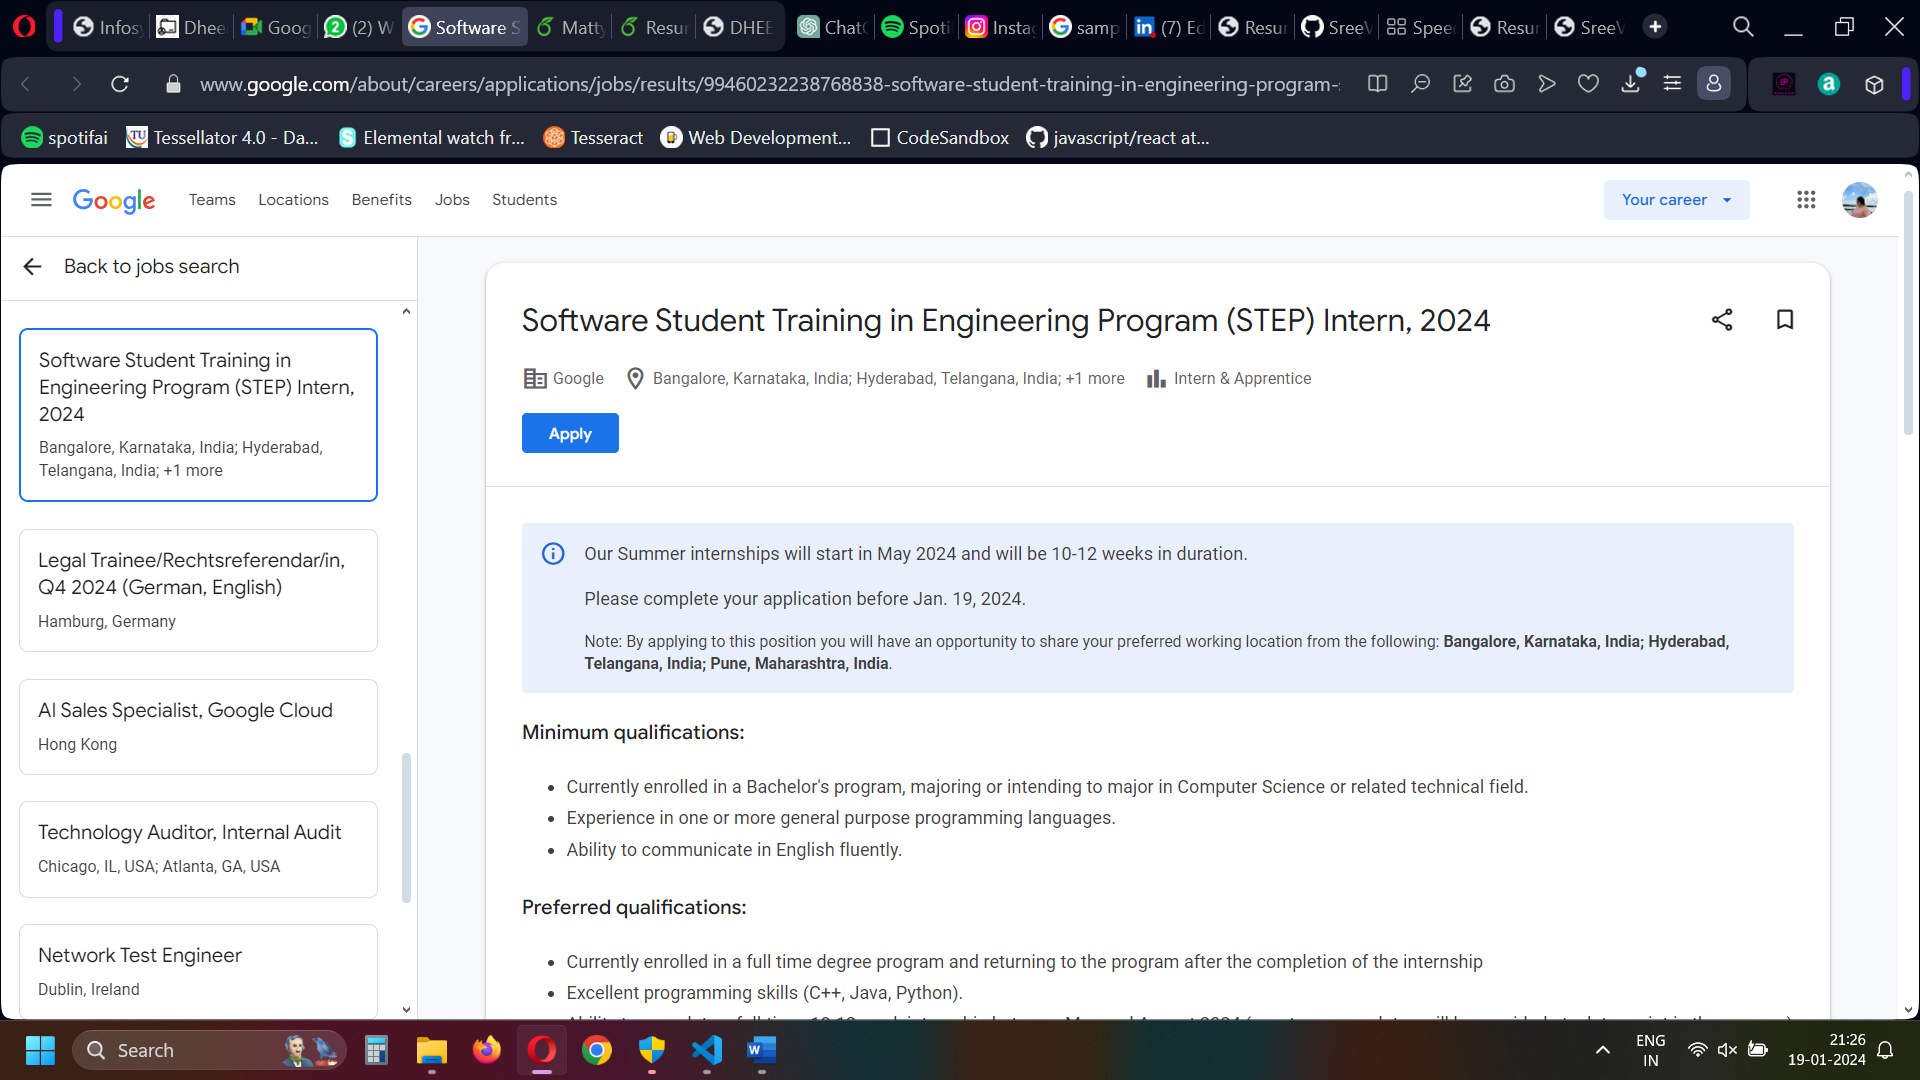 Infosy
Dhee
Goog
(2) W
Software S
Matty
Resur
DHEE
ChatG
Spoti
Insta
samp
(7) Ed
Resur
SreeV
Spee
Resur
SreeV
www.google.com/about/careers/applications/jobs/results/99460232238768838-software-student-training-in-engineering-program-
spotifai
Tessellator 4.0 - Da...
Elemental watch fr...
Tesseract
Web Development...
CodeSandbox
javascript/react at...
Google
Teams
Locations
Benefits
Jobs
Students
Your career
Back to jobs search
Software Student Training in
Engineering Program (STEP) Intern,
2024
Bangalore, Karnataka, India; Hyderabad,
Telangana, India; +1 more
Legal Trainee/Rechtsreferendar/in,
Q4 2024 (German, English)
Hamburg, Germany
AI Sales Specialist, Google Cloud
Hong Kong
Technology Auditor, Internal Audit
Chicago, IL, USA; Atlanta, GA, USA
Network Test Engineer
Dublin, Ireland
Software Student Training in Engineering Program (STEP) Intern, 2024
Google
Bangalore, Karnataka, India; Hyderabad, Telangana, India; +1 more
Intern & Apprentice
Apply
Our Summer internships will start in May 2024 and will be 10-12 weeks in duration.
Please complete your application before Jan. 19, 2024.
Note: By applying to this position you will have an opportunity to share your preferred working location from the following: Bangalore, Karnataka, India; Hyderabad,
Telangana, India; Pune, Maharashtra, India.
Minimum qualifications:
Currently enrolled in a Bachelor's program, majoring or intending to major in Computer Science or related technical field.
Experience in one or more general purpose programming languages.
Ability to communicate in English fluently.
Preferred qualifications:
Currently enrolled in a full time degree program and returning to the program after the completion of the internship
Excellent programming skills (C++, Java, Python).
Search
ENG
IN
21:26
19-01-2024